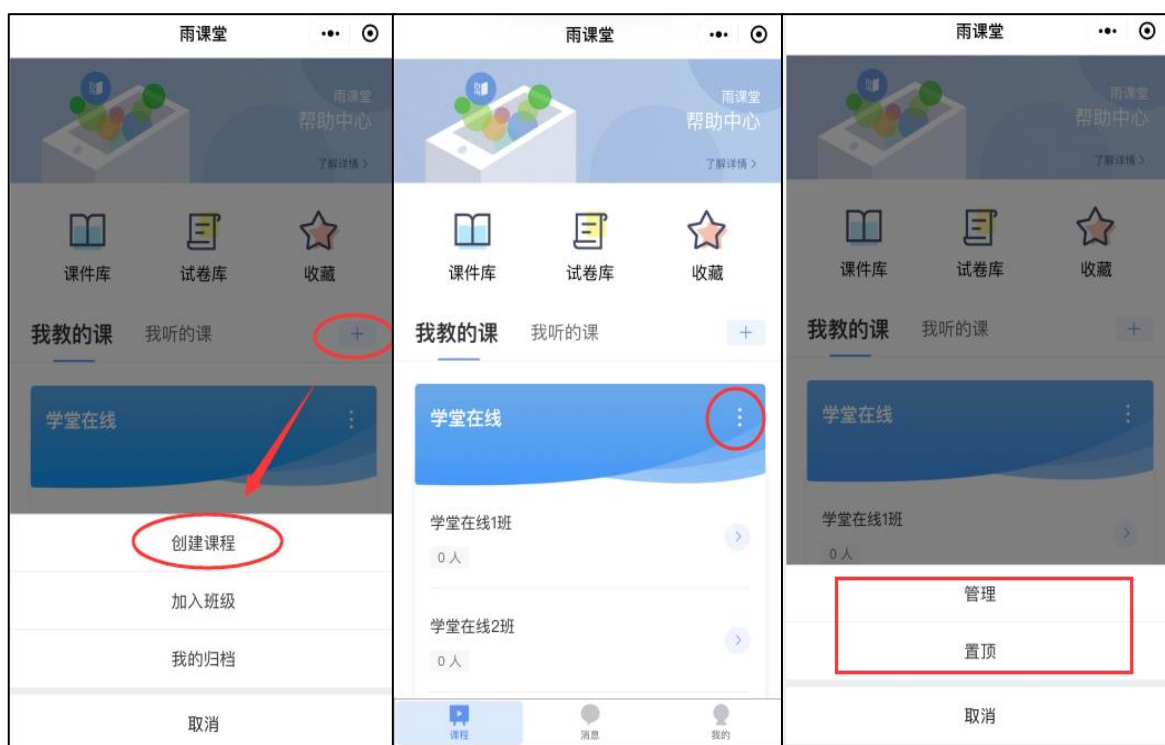 雨课堂
雨课堂
帮助中心
了解详情 >
课件库 试卷库 收藏
我教的课 我听的课 +
学堂在线
创建课程
加入班级
我的归档
取消
雨课堂
雨课堂
帮助中心
了解详情 >
课件库 试卷库 收藏
我教的课 我听的课 +
学堂在线
学堂在线1班
0 人
学堂在线2班
0 人
课程 消息 我的
雨课堂
雨课堂
帮助中心
了解详情 >
课件库 试卷库 收藏
我教的课 我听的课 +
学堂在线
学堂在线1班
0 人
管理
置顶
取消